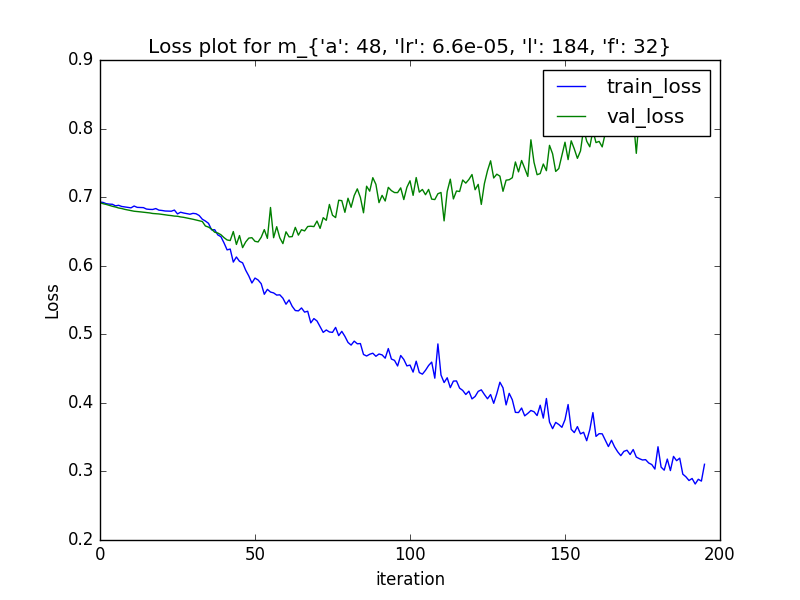 Loss plot for m_{'a': 48, 'lr': 6.6e-05, 'l': 184, 'f': 32}
0.9
0.8
0.7
0.6
0.5
0.4
0.3
0.2
Loss
train_loss
val_loss
0 50 100 150 200
iteration